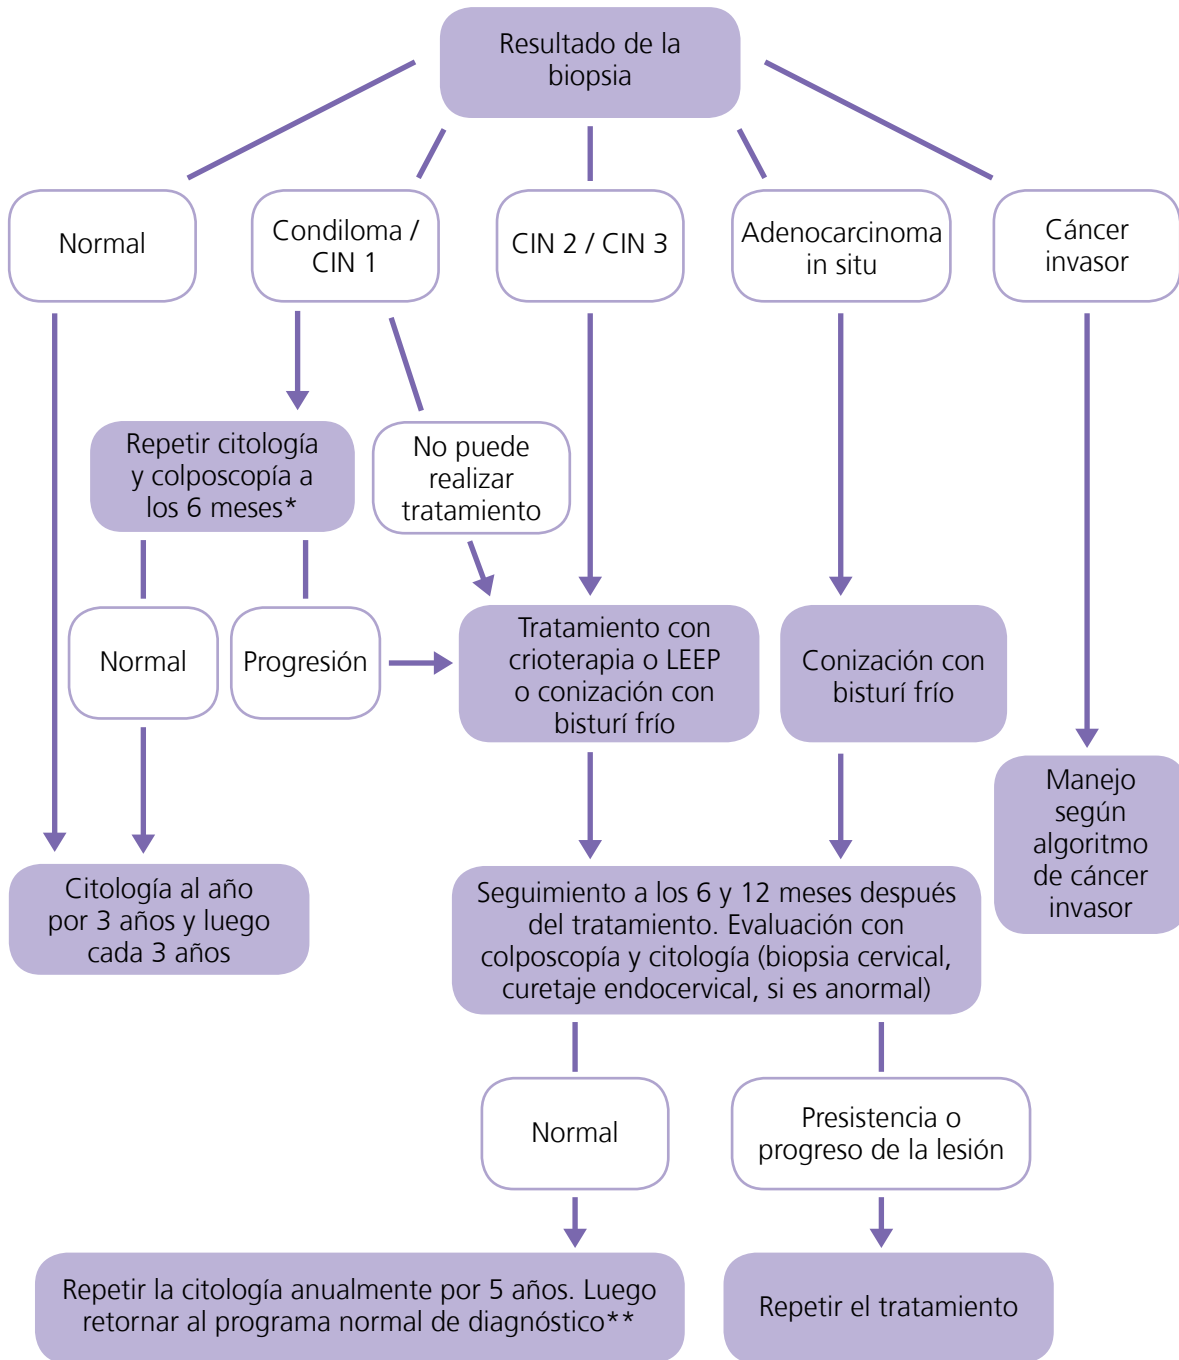 Resultado de la
biopsia
Normal
Condiloma /
CIN 1
CIN 2 / CIN 3
Adenocarcinoma
in situ
Cáncer
invasor
Repetir citología
y colposcopía a
los 6 meses*
No puede
realizar
tratamiento
Normal
Progresión
Tratamiento con
crioterapia o LEEP
o conización con
bisturí frío
Conización con
bisturí frío
Manejo
según
algoritmo
de cáncer
invasor
Citología al año
por 3 años y luego
cada 3 años
Seguimiento a los 6 y 12 meses después
del tratamiento. Evaluación con
colposcopía y citología (biopsia cervical,
curetaje endocervical, si es anormal)
Normal
Presistencia o
progreso de la lesión
Repetir la citología anualmente por 5 años. Luego
retornar al programa normal de diagnóstico**
Repetir el tratamiento